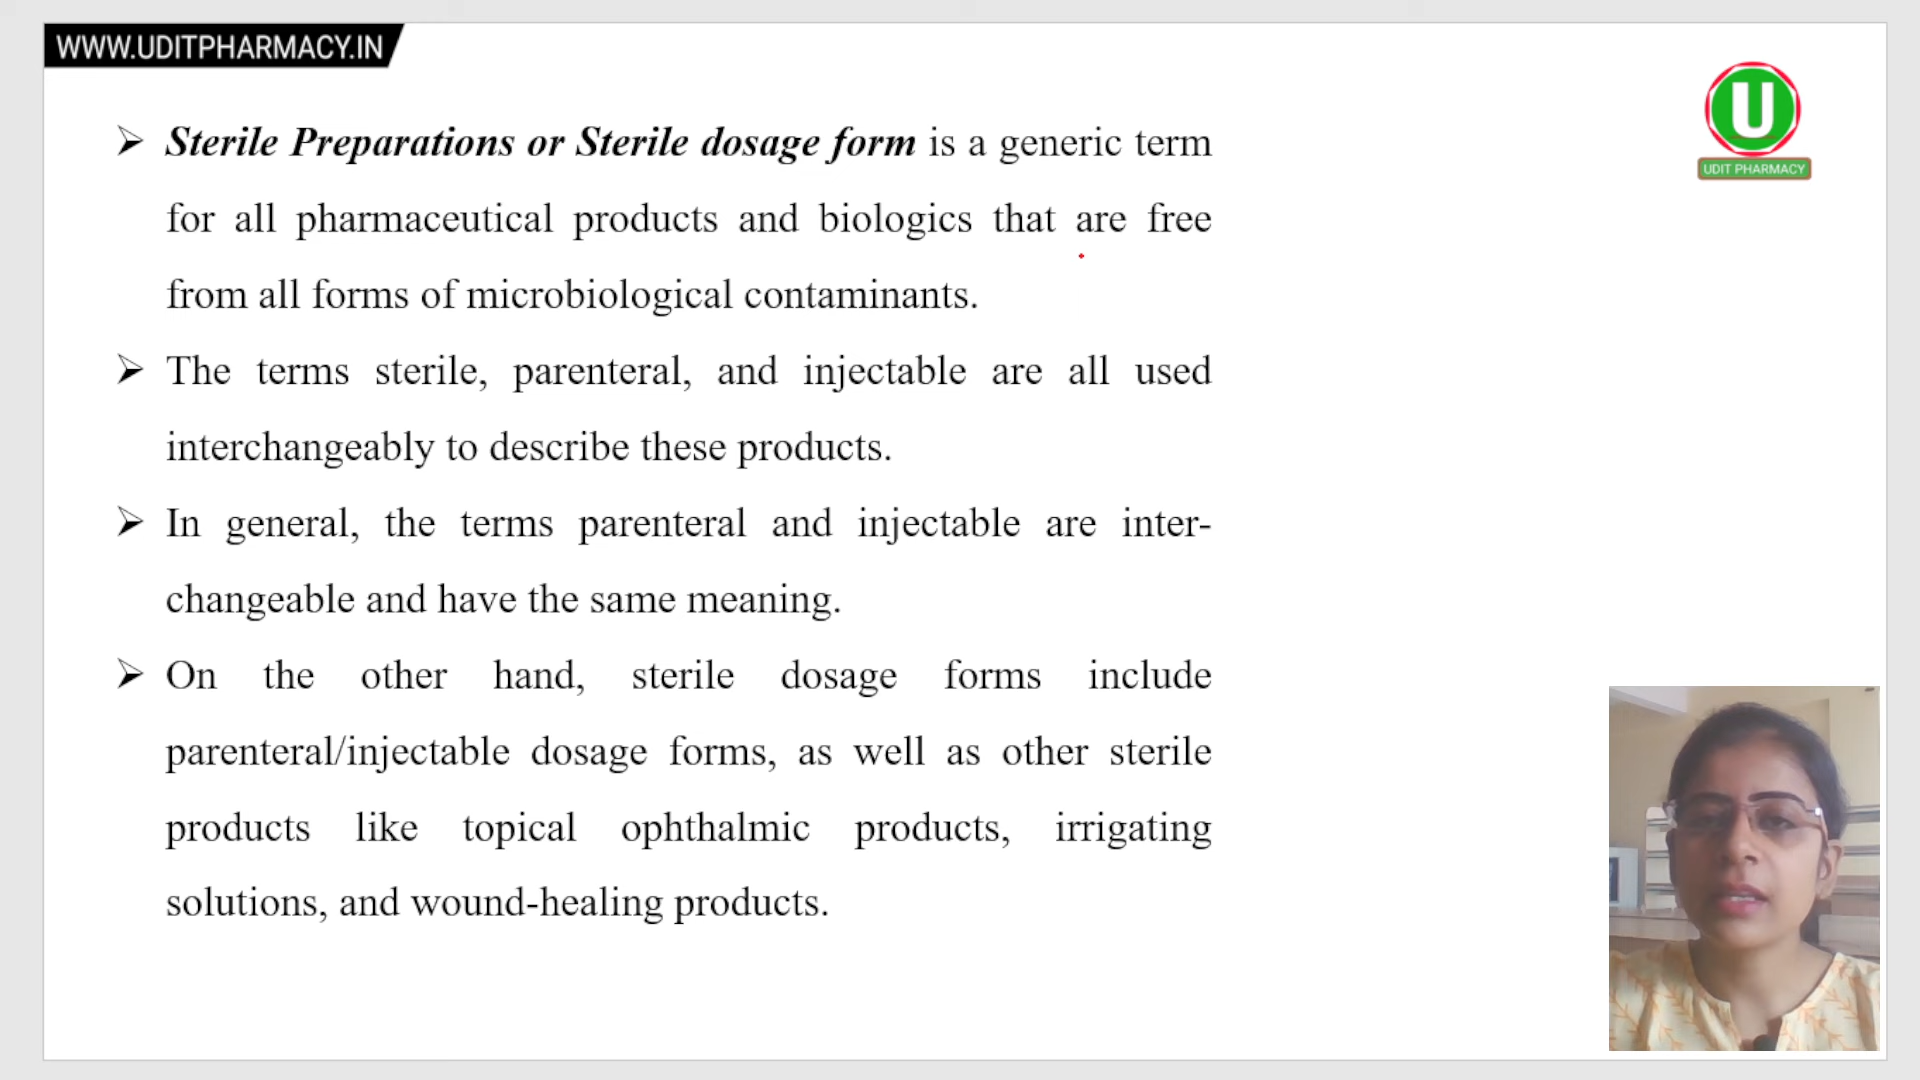 WWW.UDITPHARMACY.IN
U
UDIT PHARMACY
➢ Sterile Preparations or Sterile dosage form is a generic term
for all pharmaceutical products and biologics that are free
from all forms of microbiological contaminants.
➢ The terms sterile, parenteral, and injectable are all used
interchangeably to describe these products.
➢ In general, the terms parenteral and injectable are inter-
changeable and have the same meaning.
➢ On the other hand, sterile dosage forms include
parenteral/injectable dosage forms, as well as other sterile
products like topical ophthalmic products, irrigating
solutions, and wound-healing products.